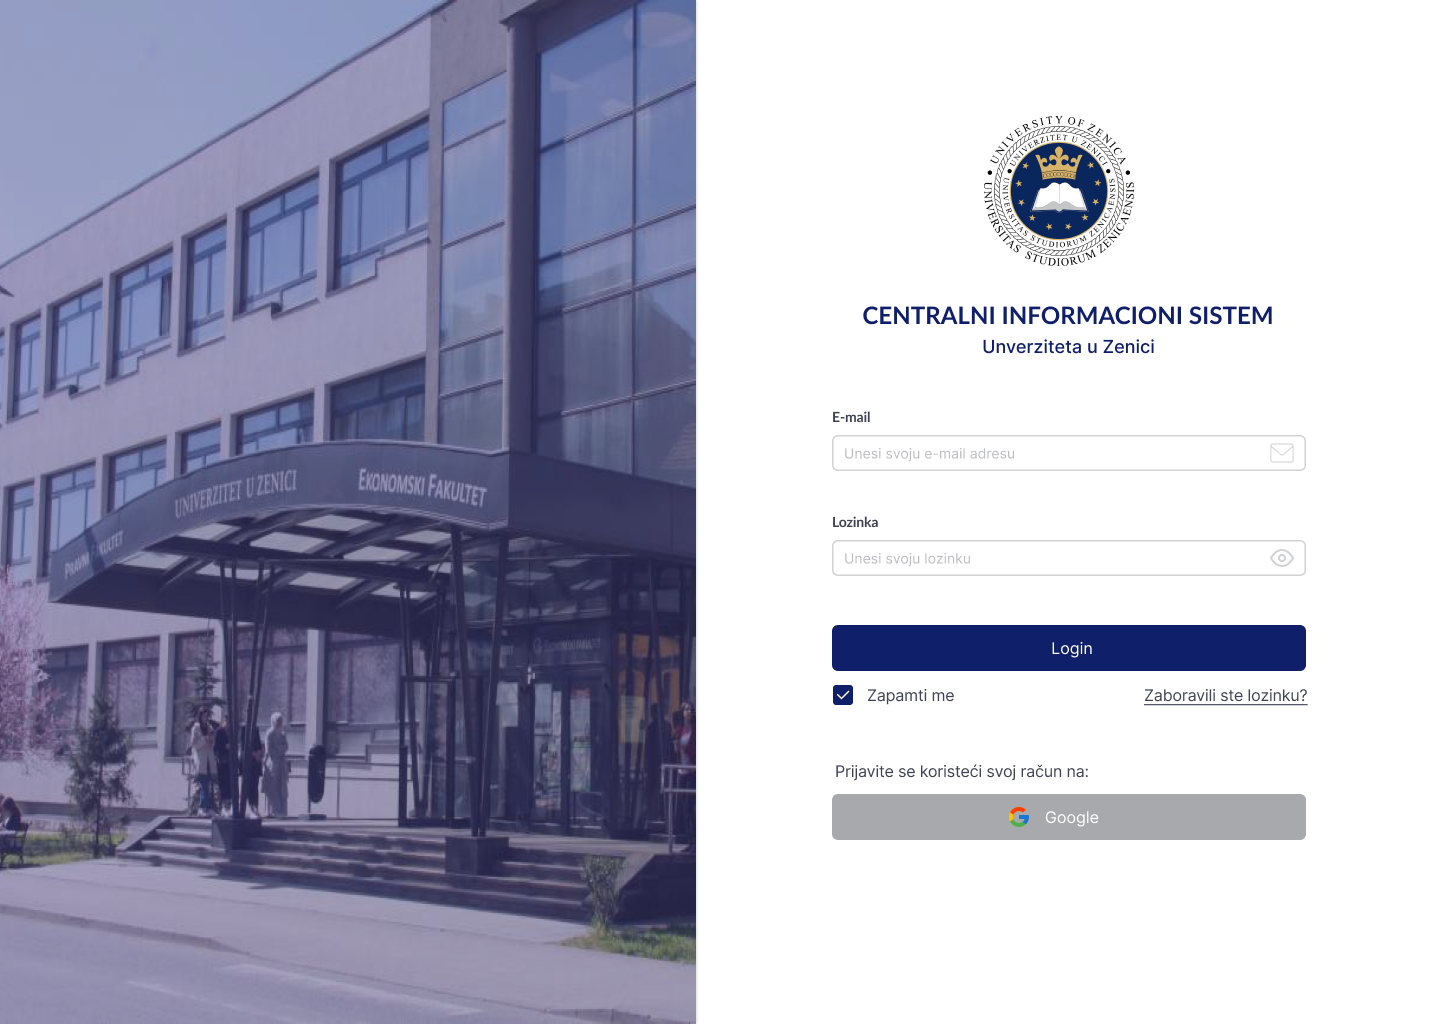 UNIVERZITET U ZENICI
EKONOMSKI FAKULTET
PRAVNI FAKULTET
UNIVERSITY OF ZENICA
UNIVERSITAS STUDIORUM ZENICAENSIS
UNIVERZITET U ZENICI
UNIVERSITAS STUDIORUM ZENICAENSIS
CENTRALNI INFORMACIONI SISTEM
Unverziteta u Zenici
E-mail
Unesi svoju e-mail adresu
Lozinka
Unesi svoju lozinku
Login
Zapamti me
Zaboravili ste lozinku?
Prijavite se koristeći svoj račun na:
Google